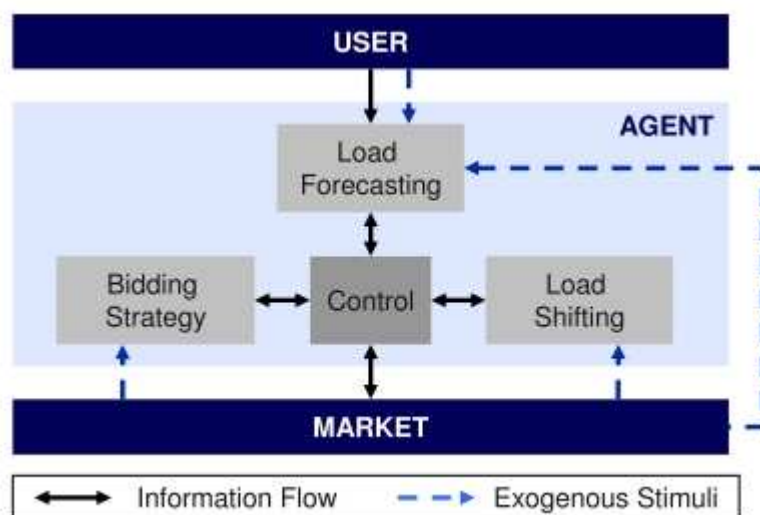 USER
AGENT
Load
Forecasting
Bidding
Strategy
Control
Load
Shifting
MARKET
Information Flow
Exogenous Stimuli